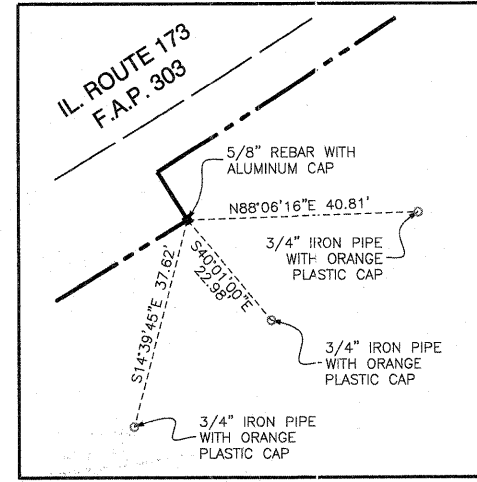 IL. ROUTE 173
F.A.P. 303
5/8" REBAR WITH
ALUMINUM CAP
N88°06'16"E 40.81'
3/4" IRON PIPE
WITH ORANGE
PLASTIC CAP
S40°01'00"E
22.98'
S14°39'45"E 37.62'
3/4" IRON PIPE
WITH ORANGE
PLASTIC CAP
3/4" IRON PIPE
WITH ORANGE
PLASTIC CAP